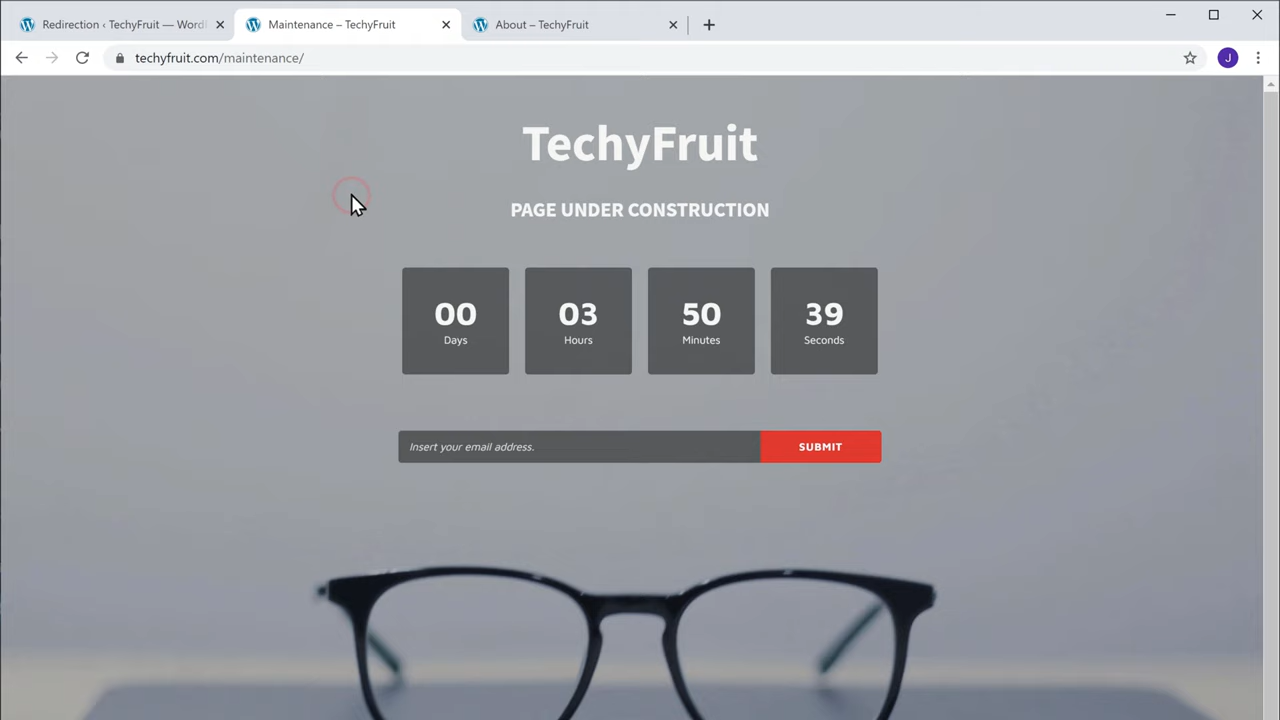 Redirection ‹ TechyFruit — Word
Maintenance – TechyFruit
About – TechyFruit
techyfruit.com/maintenance/
J
TechyFruit
PAGE UNDER CONSTRUCTION
00 03 50 39
Days Hours Minutes Seconds
Insert your email address. SUBMIT